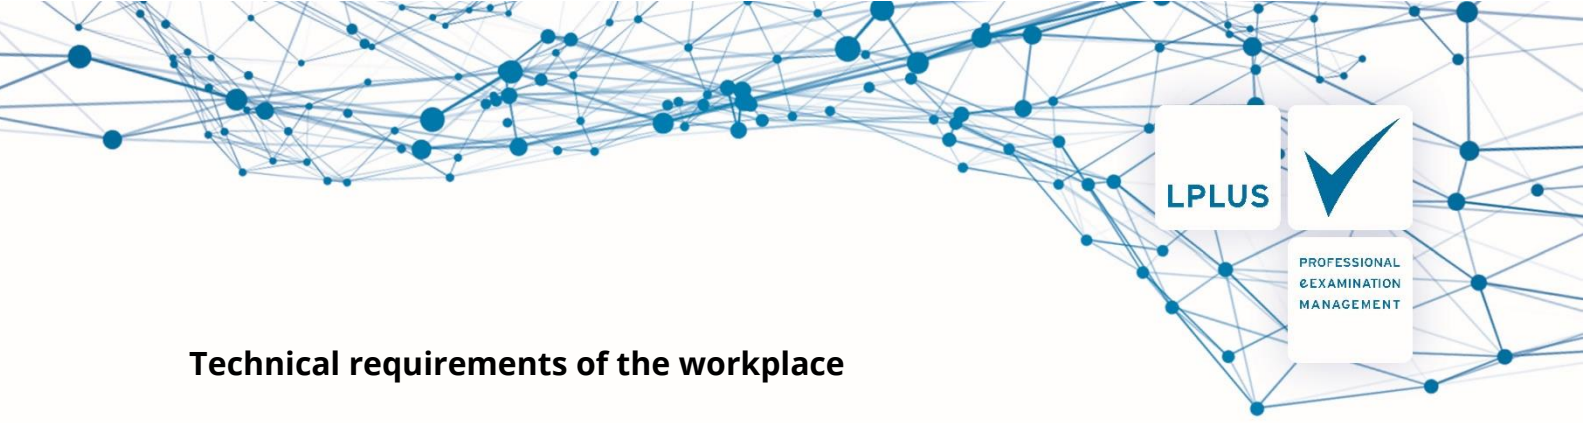 LPLUS
PROFESSIONAL
eEXAMINATION
MANAGEMENT
Technical requirements of the workplace